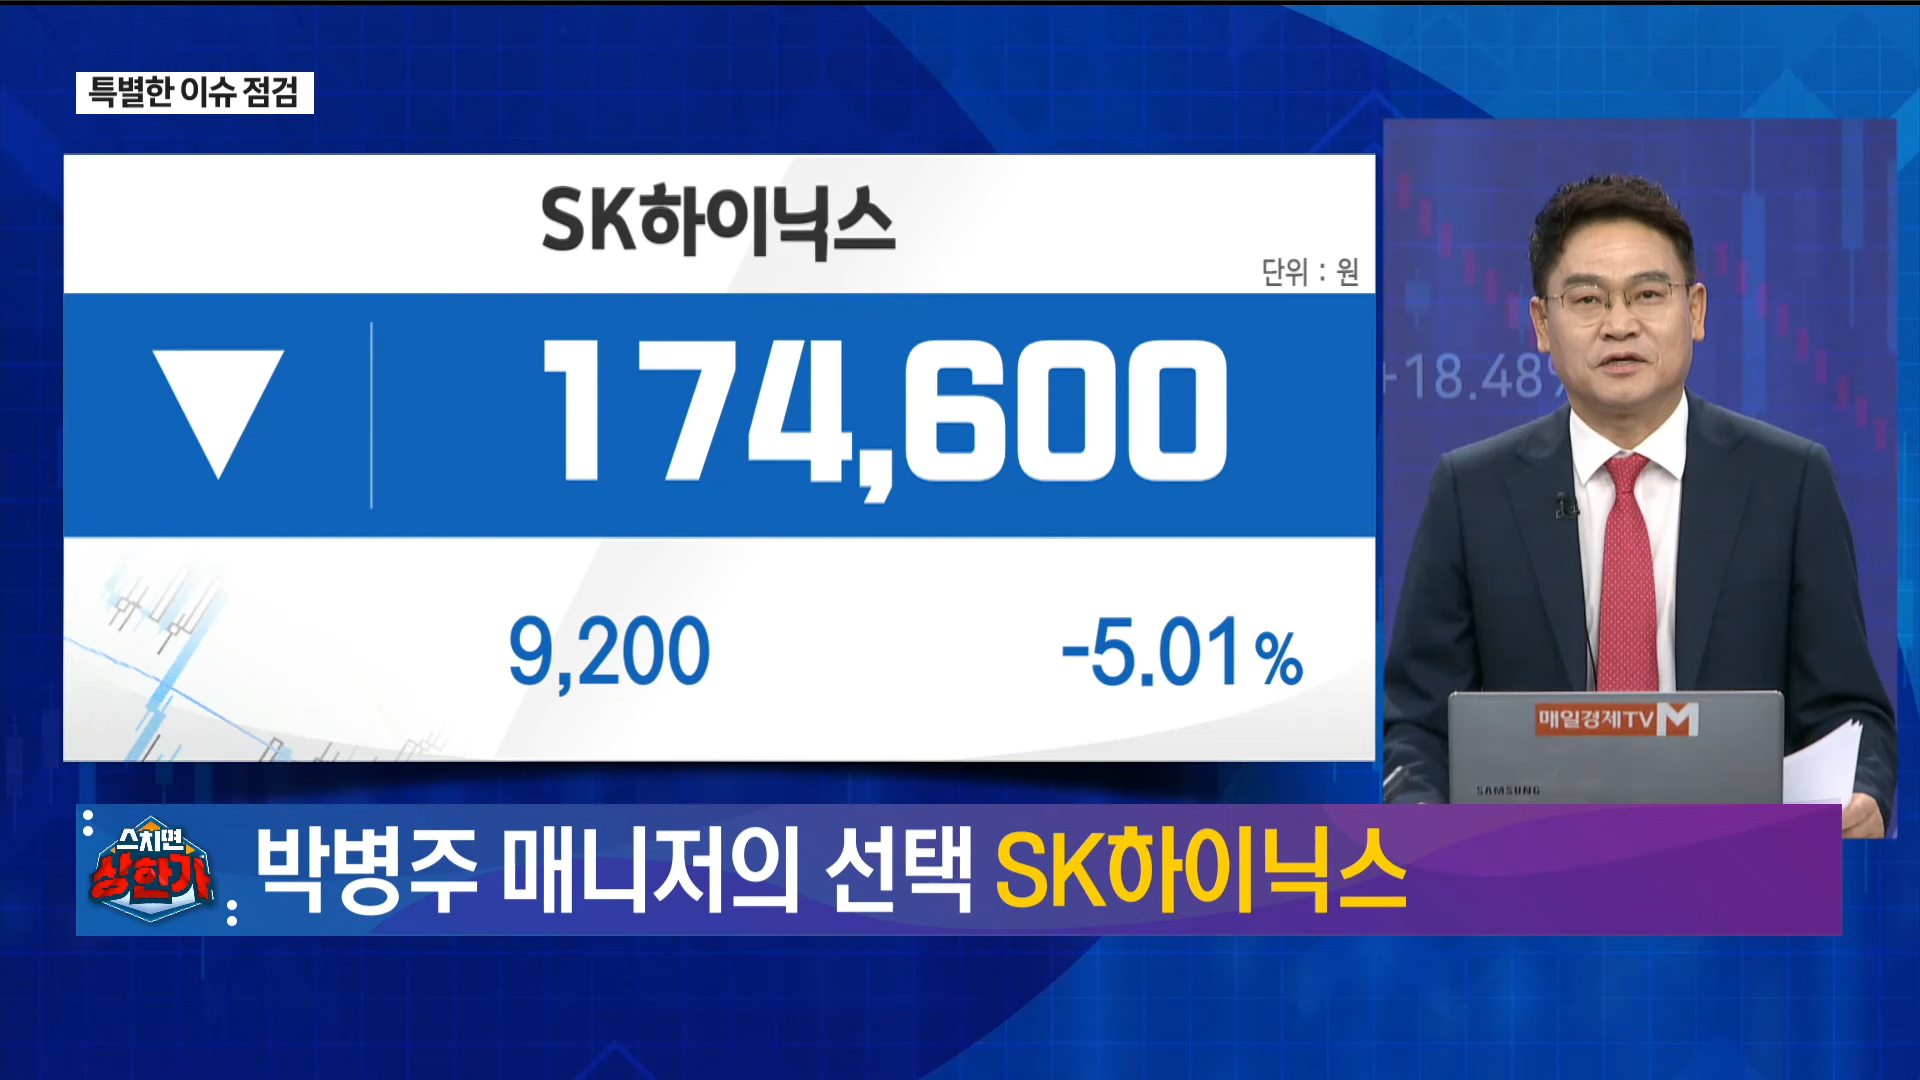 특별한 이슈 점검
SK하이닉스
단위 : 원
▼ 174,600
9,200 -5.01%
+18.48%
매일경제TV M
SAMSUNG
스치면
상한가
박병주 매니저의 선택 SK하이닉스